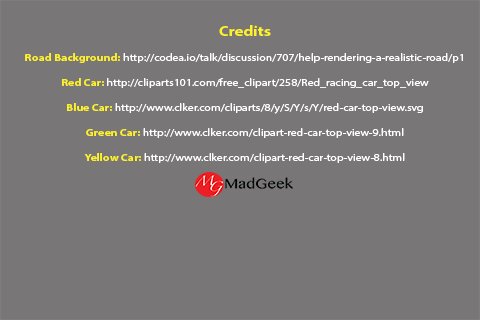 Credits
Road Background: http://codea.io/talk/discussion/707/help-rendering-a-realistic-road/p1
Red Car: http://cliparts101.com/free_clipart/258/Red_racing_car_top_view
Blue Car: http://www.clker.com/cliparts/8/y/S/Y/s/Y/red-car-top-view.svg
Green Car: http://www.clker.com/clipart-red-car-top-view-9.html
Yellow Car: http://www.clker.com/clipart-red-car-top-view-8.html
MG MadGeek